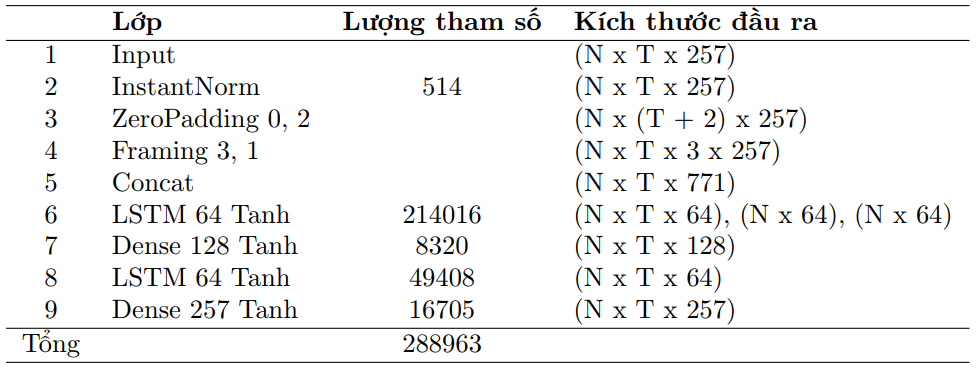 Lớp Lượng tham số Kích thước đầu ra
1 Input (N x T x 257)
2 InstantNorm 514 (N x T x 257)
3 ZeroPadding 0, 2 (N x (T + 2) x 257)
4 Framing 3, 1 (N x T x 3 x 257)
5 Concat (N x T x 771)
6 LSTM 64 Tanh 214016 (N x T x 64), (N x 64), (N x 64)
7 Dense 128 Tanh 8320 (N x T x 128)
8 LSTM 64 Tanh 49408 (N x T x 64)
9 Dense 257 Tanh 16705 (N x T x 257)
Tổng 288963